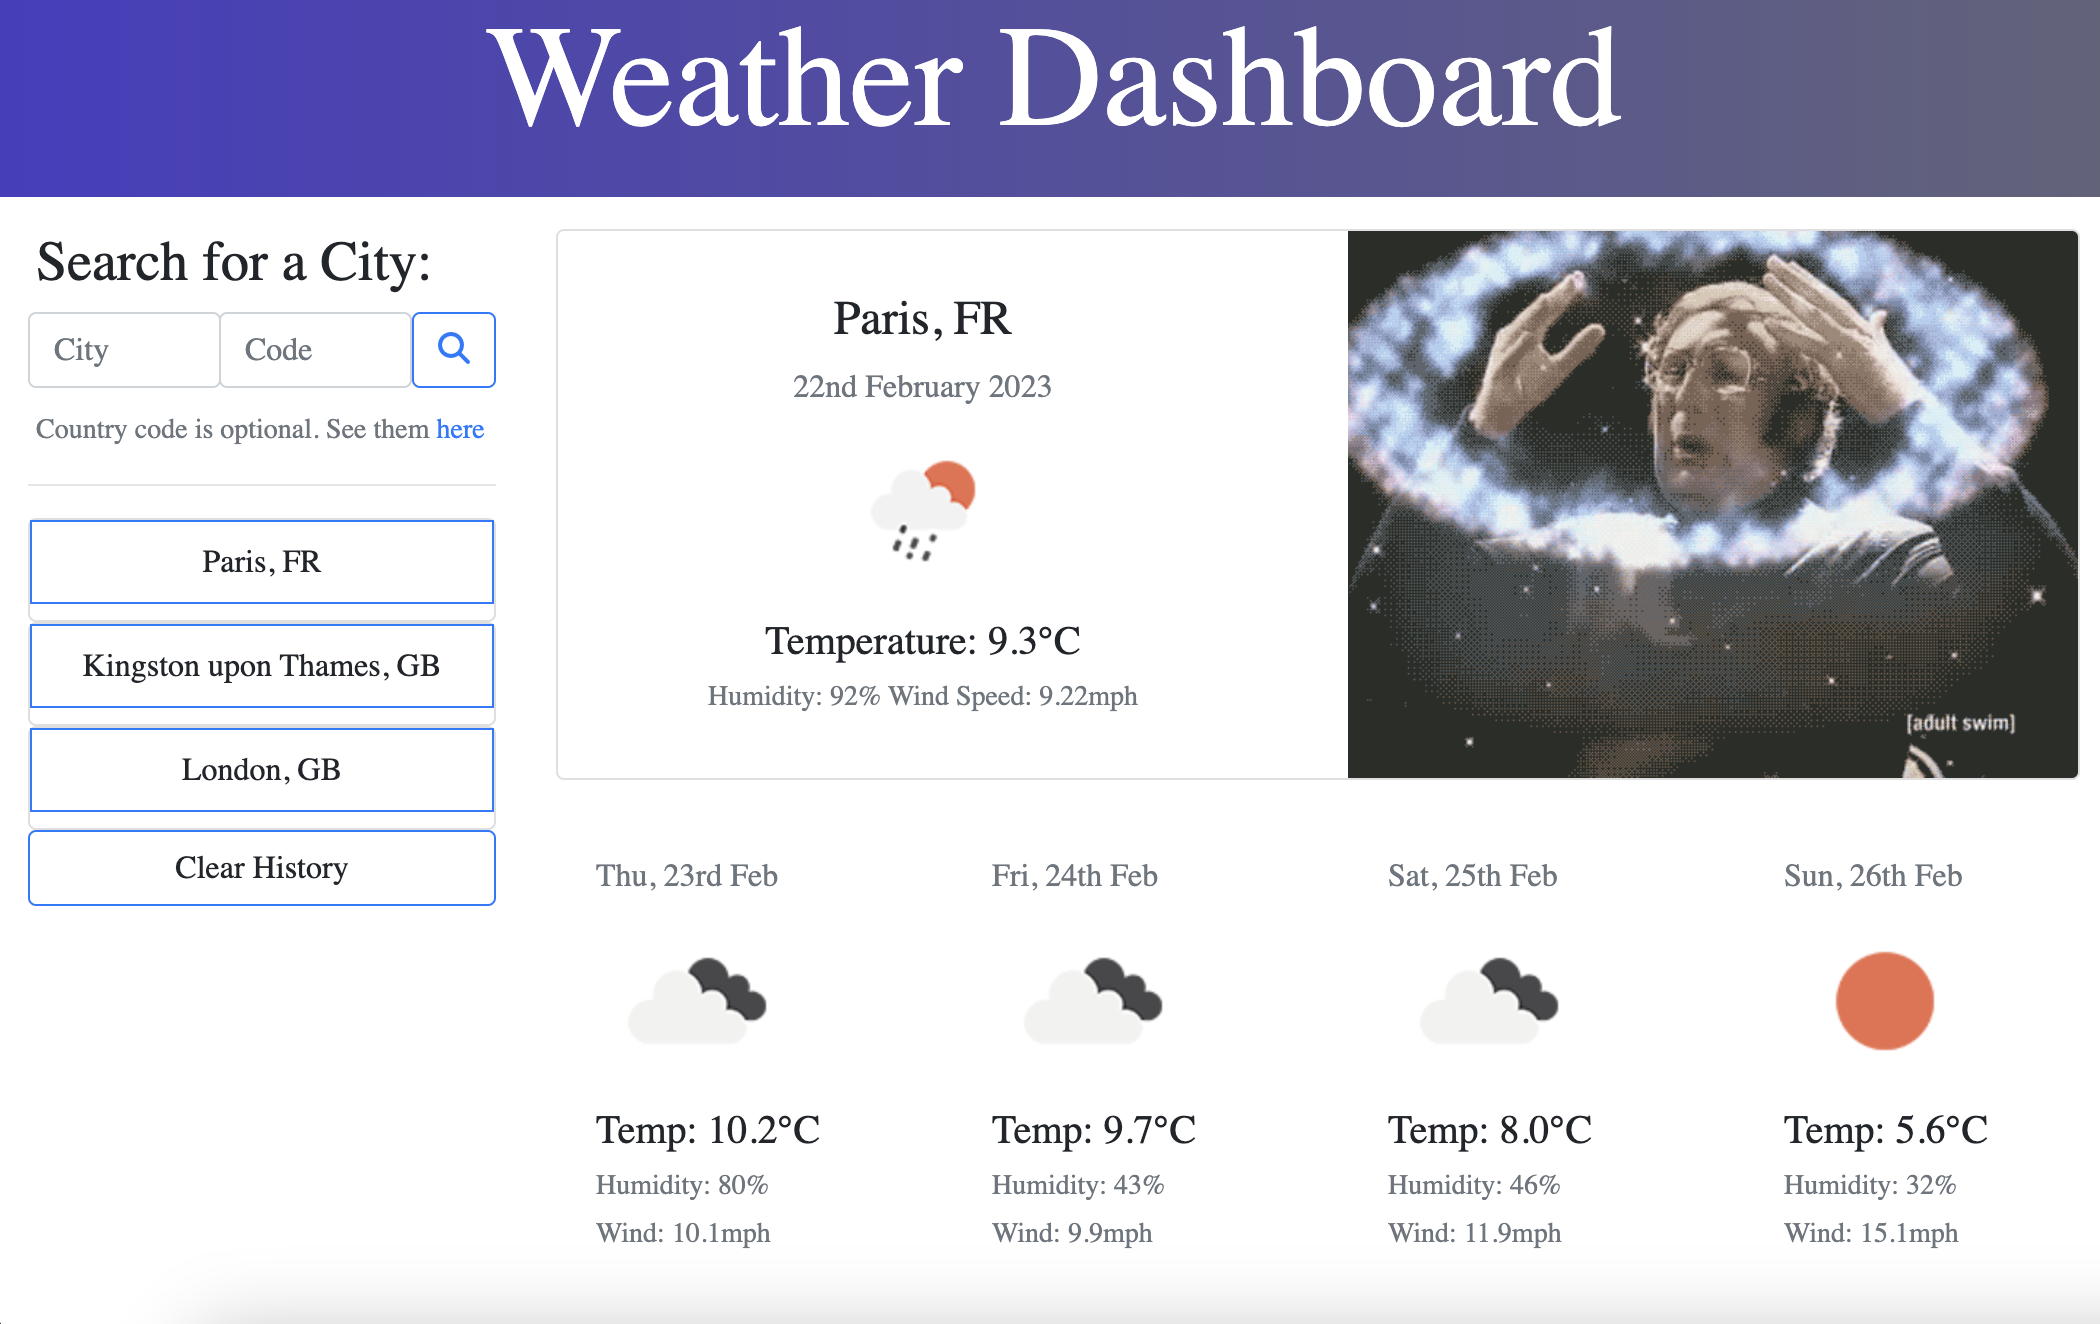 Weather Dashboard
Search for a City:
City
Code
Country code is optional. See them here
Paris, FR
Kingston upon Thames, GB
London, GB
Clear History
Paris, FR
22nd February 2023
Temperature: 9.3°C
Humidity: 92% Wind Speed: 9.22mph
[adult swim]
Thu, 23rd Feb
Temp: 10.2°C
Humidity: 80%
Wind: 10.1mph
Fri, 24th Feb
Temp: 9.7°C
Humidity: 43%
Wind: 9.9mph
Sat, 25th Feb
Temp: 8.0°C
Humidity: 46%
Wind: 11.9mph
Sun, 26th Feb
Temp: 5.6°C
Humidity: 32%
Wind: 15.1mph